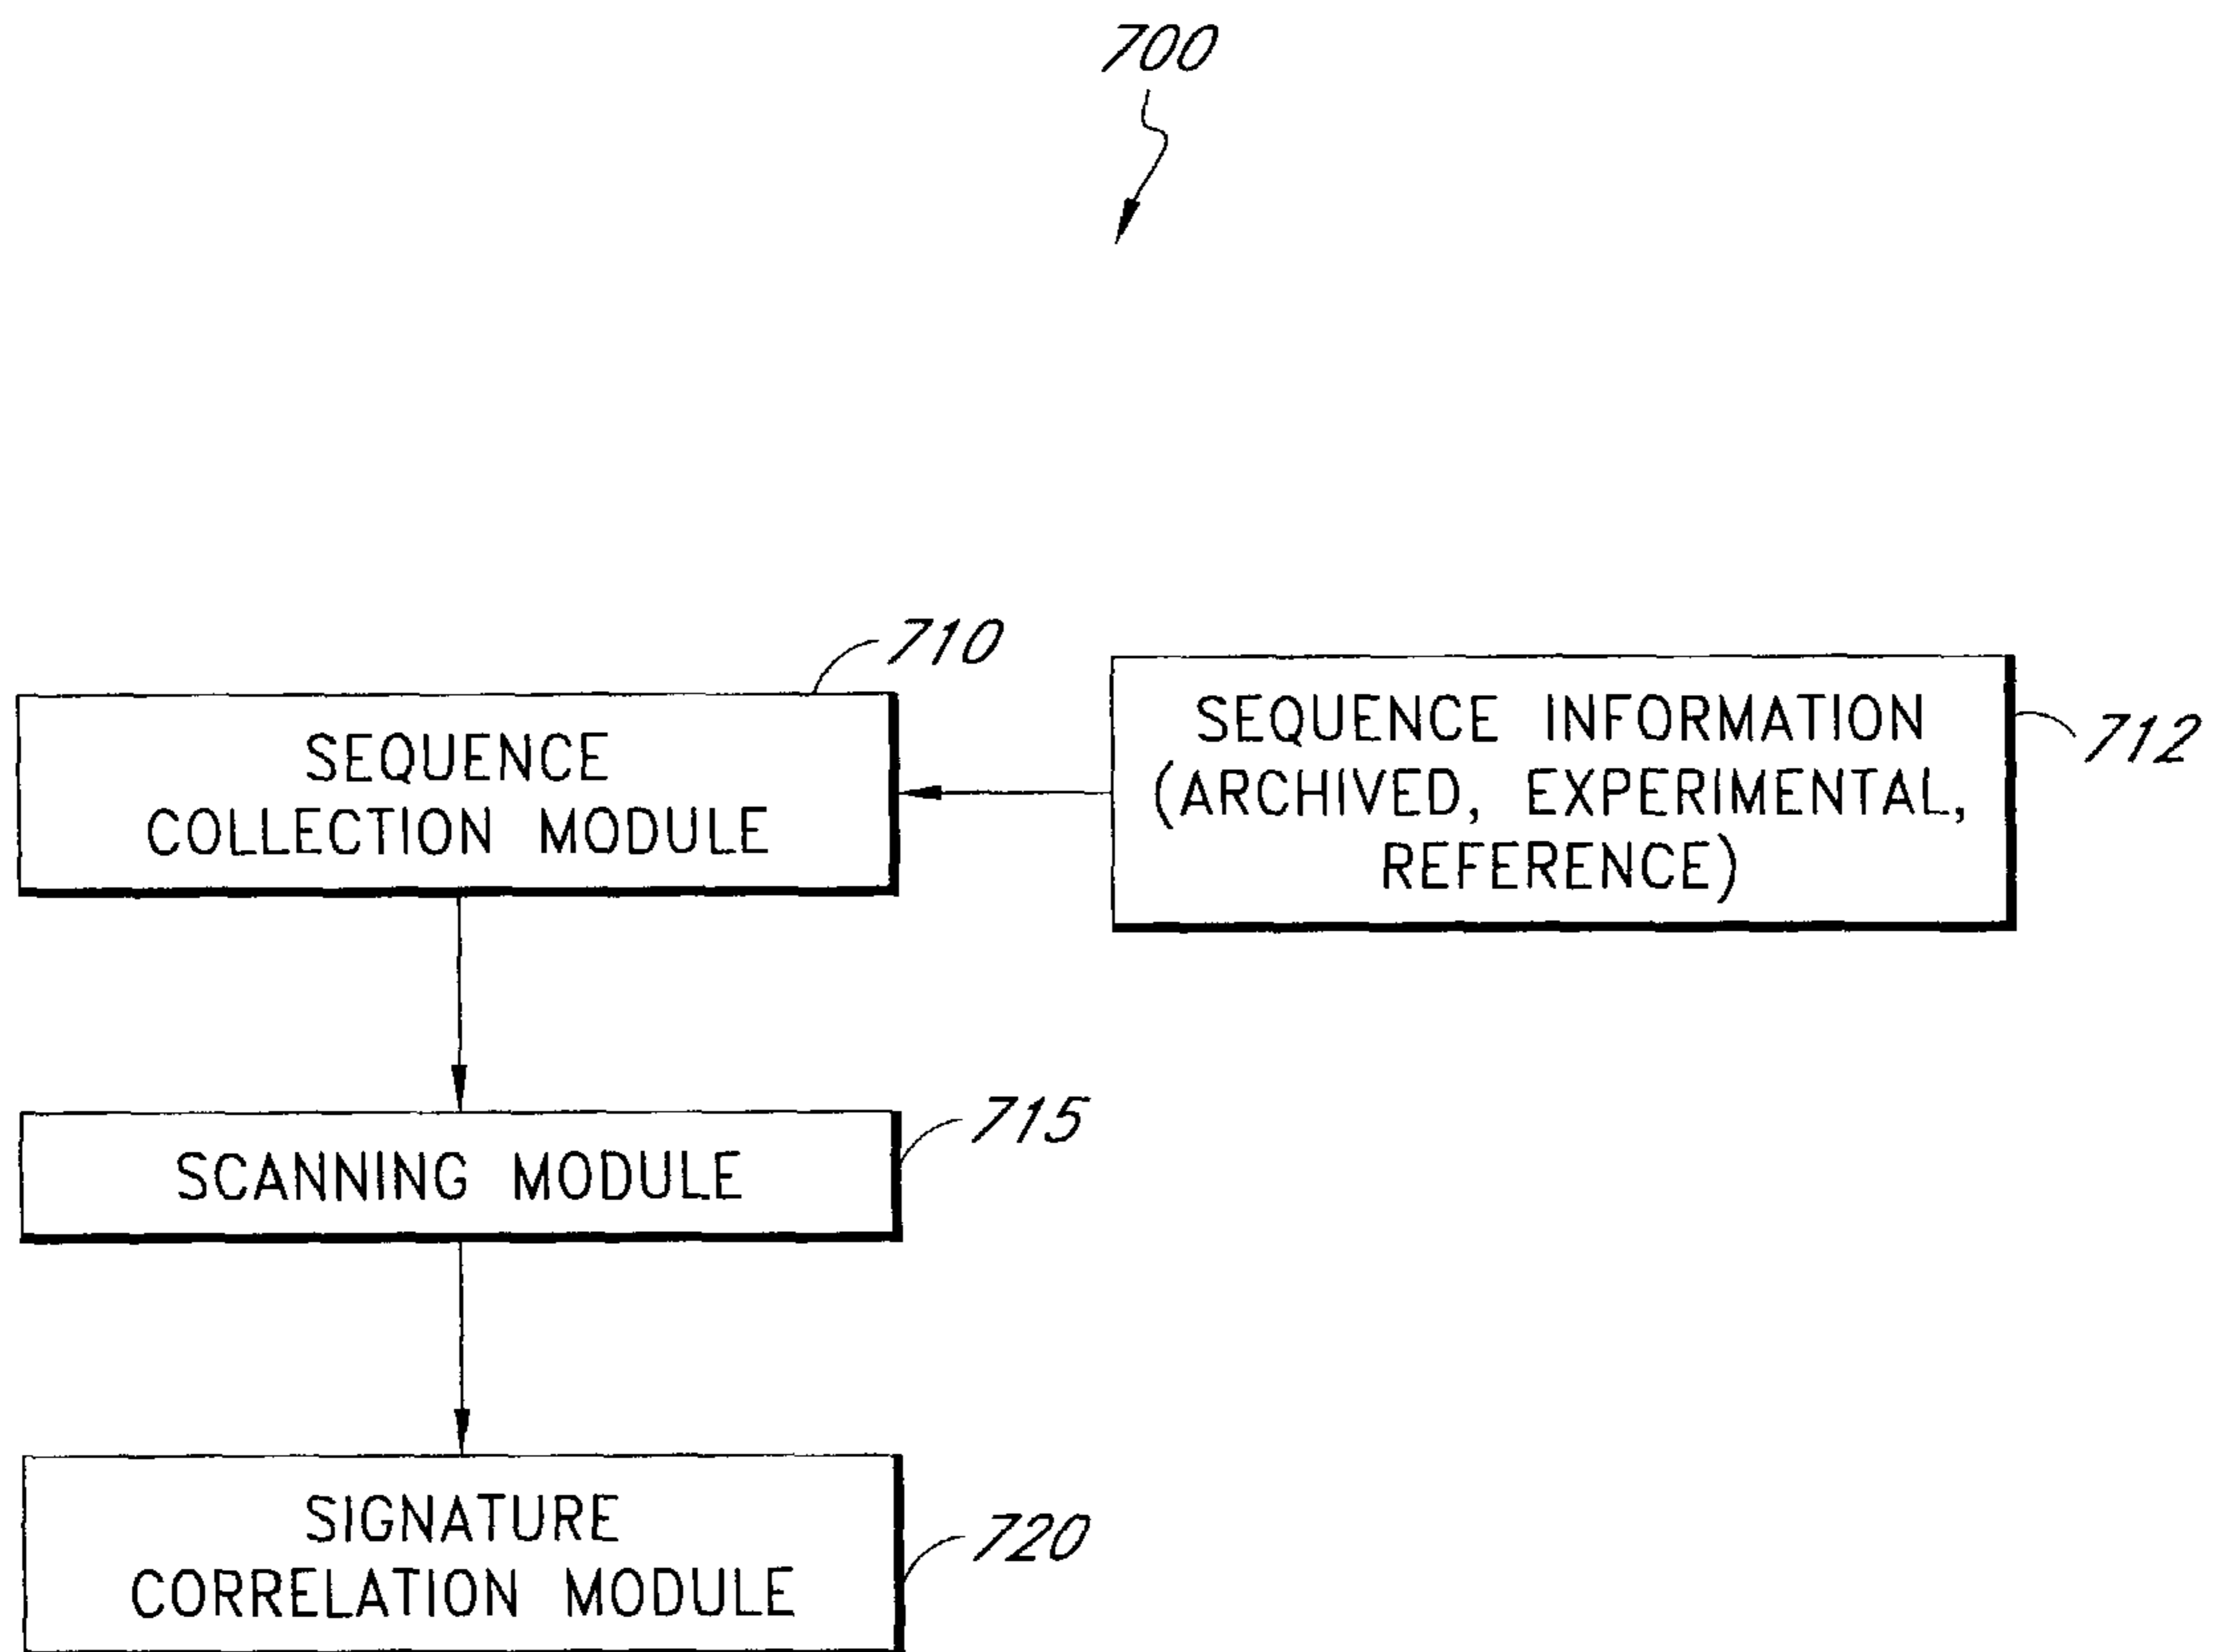 700
710
SEQUENCE
COLLECTION MODULE
SEQUENCE INFORMATION
(ARCHIVED, EXPERIMENTAL,
REFERENCE)
712
SCANNING MODULE
715
SIGNATURE
CORRELATION MODULE
720